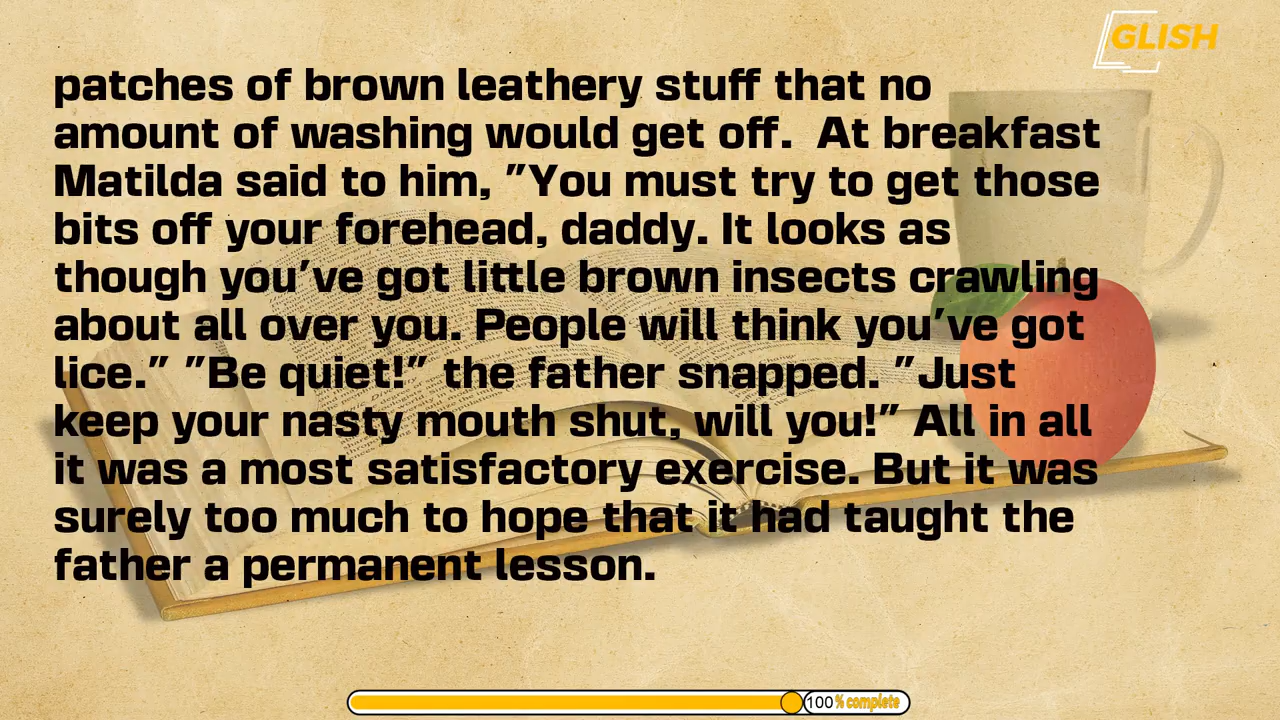 GLISH
patches of brown leathery stuff that no
amount of washing would get off.  At breakfast
Matilda said to him, "You must try to get those
bits off your forehead, daddy. It looks as
though you've got little brown insects crawling
about all over you. People will think you've got
lice." "Be quiet!" the father snapped. "Just
keep your nasty mouth shut, will you!" All in all
it was a most satisfactory exercise. But it was
surely too much to hope that it had taught the
father a permanent lesson.
100% complete